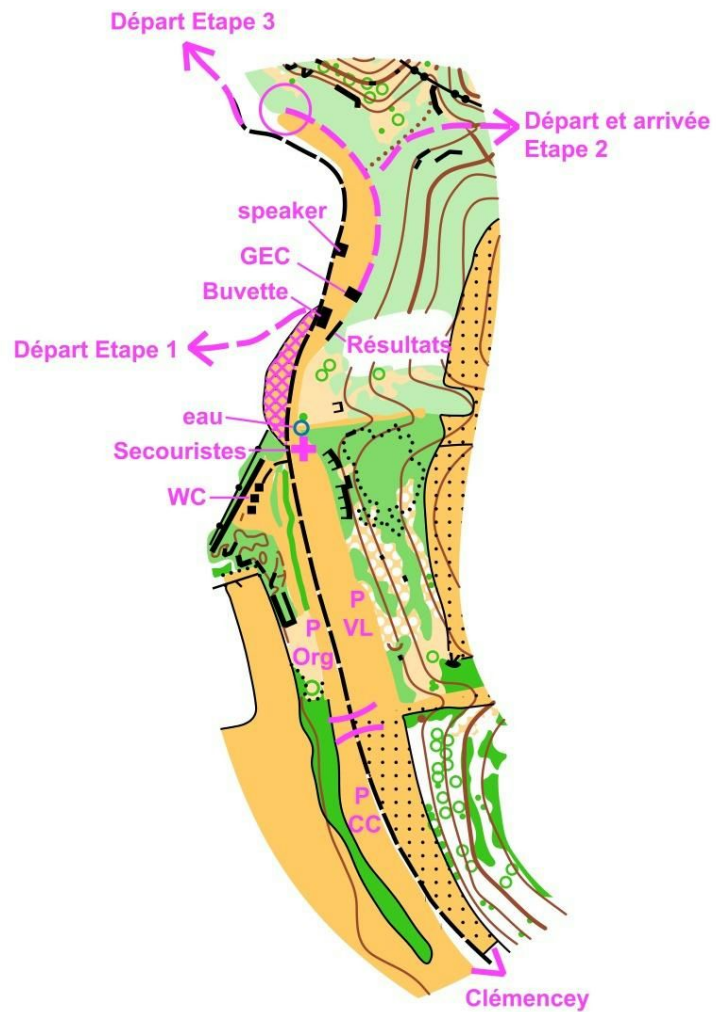 Départ Etape 3
Départ et arrivée
Etape 2
speaker
GEC
Buvette
Résultats
Départ Etape 1
eau
Secouristes
WC
P
VL
P
Org
P
CC
Clémencey